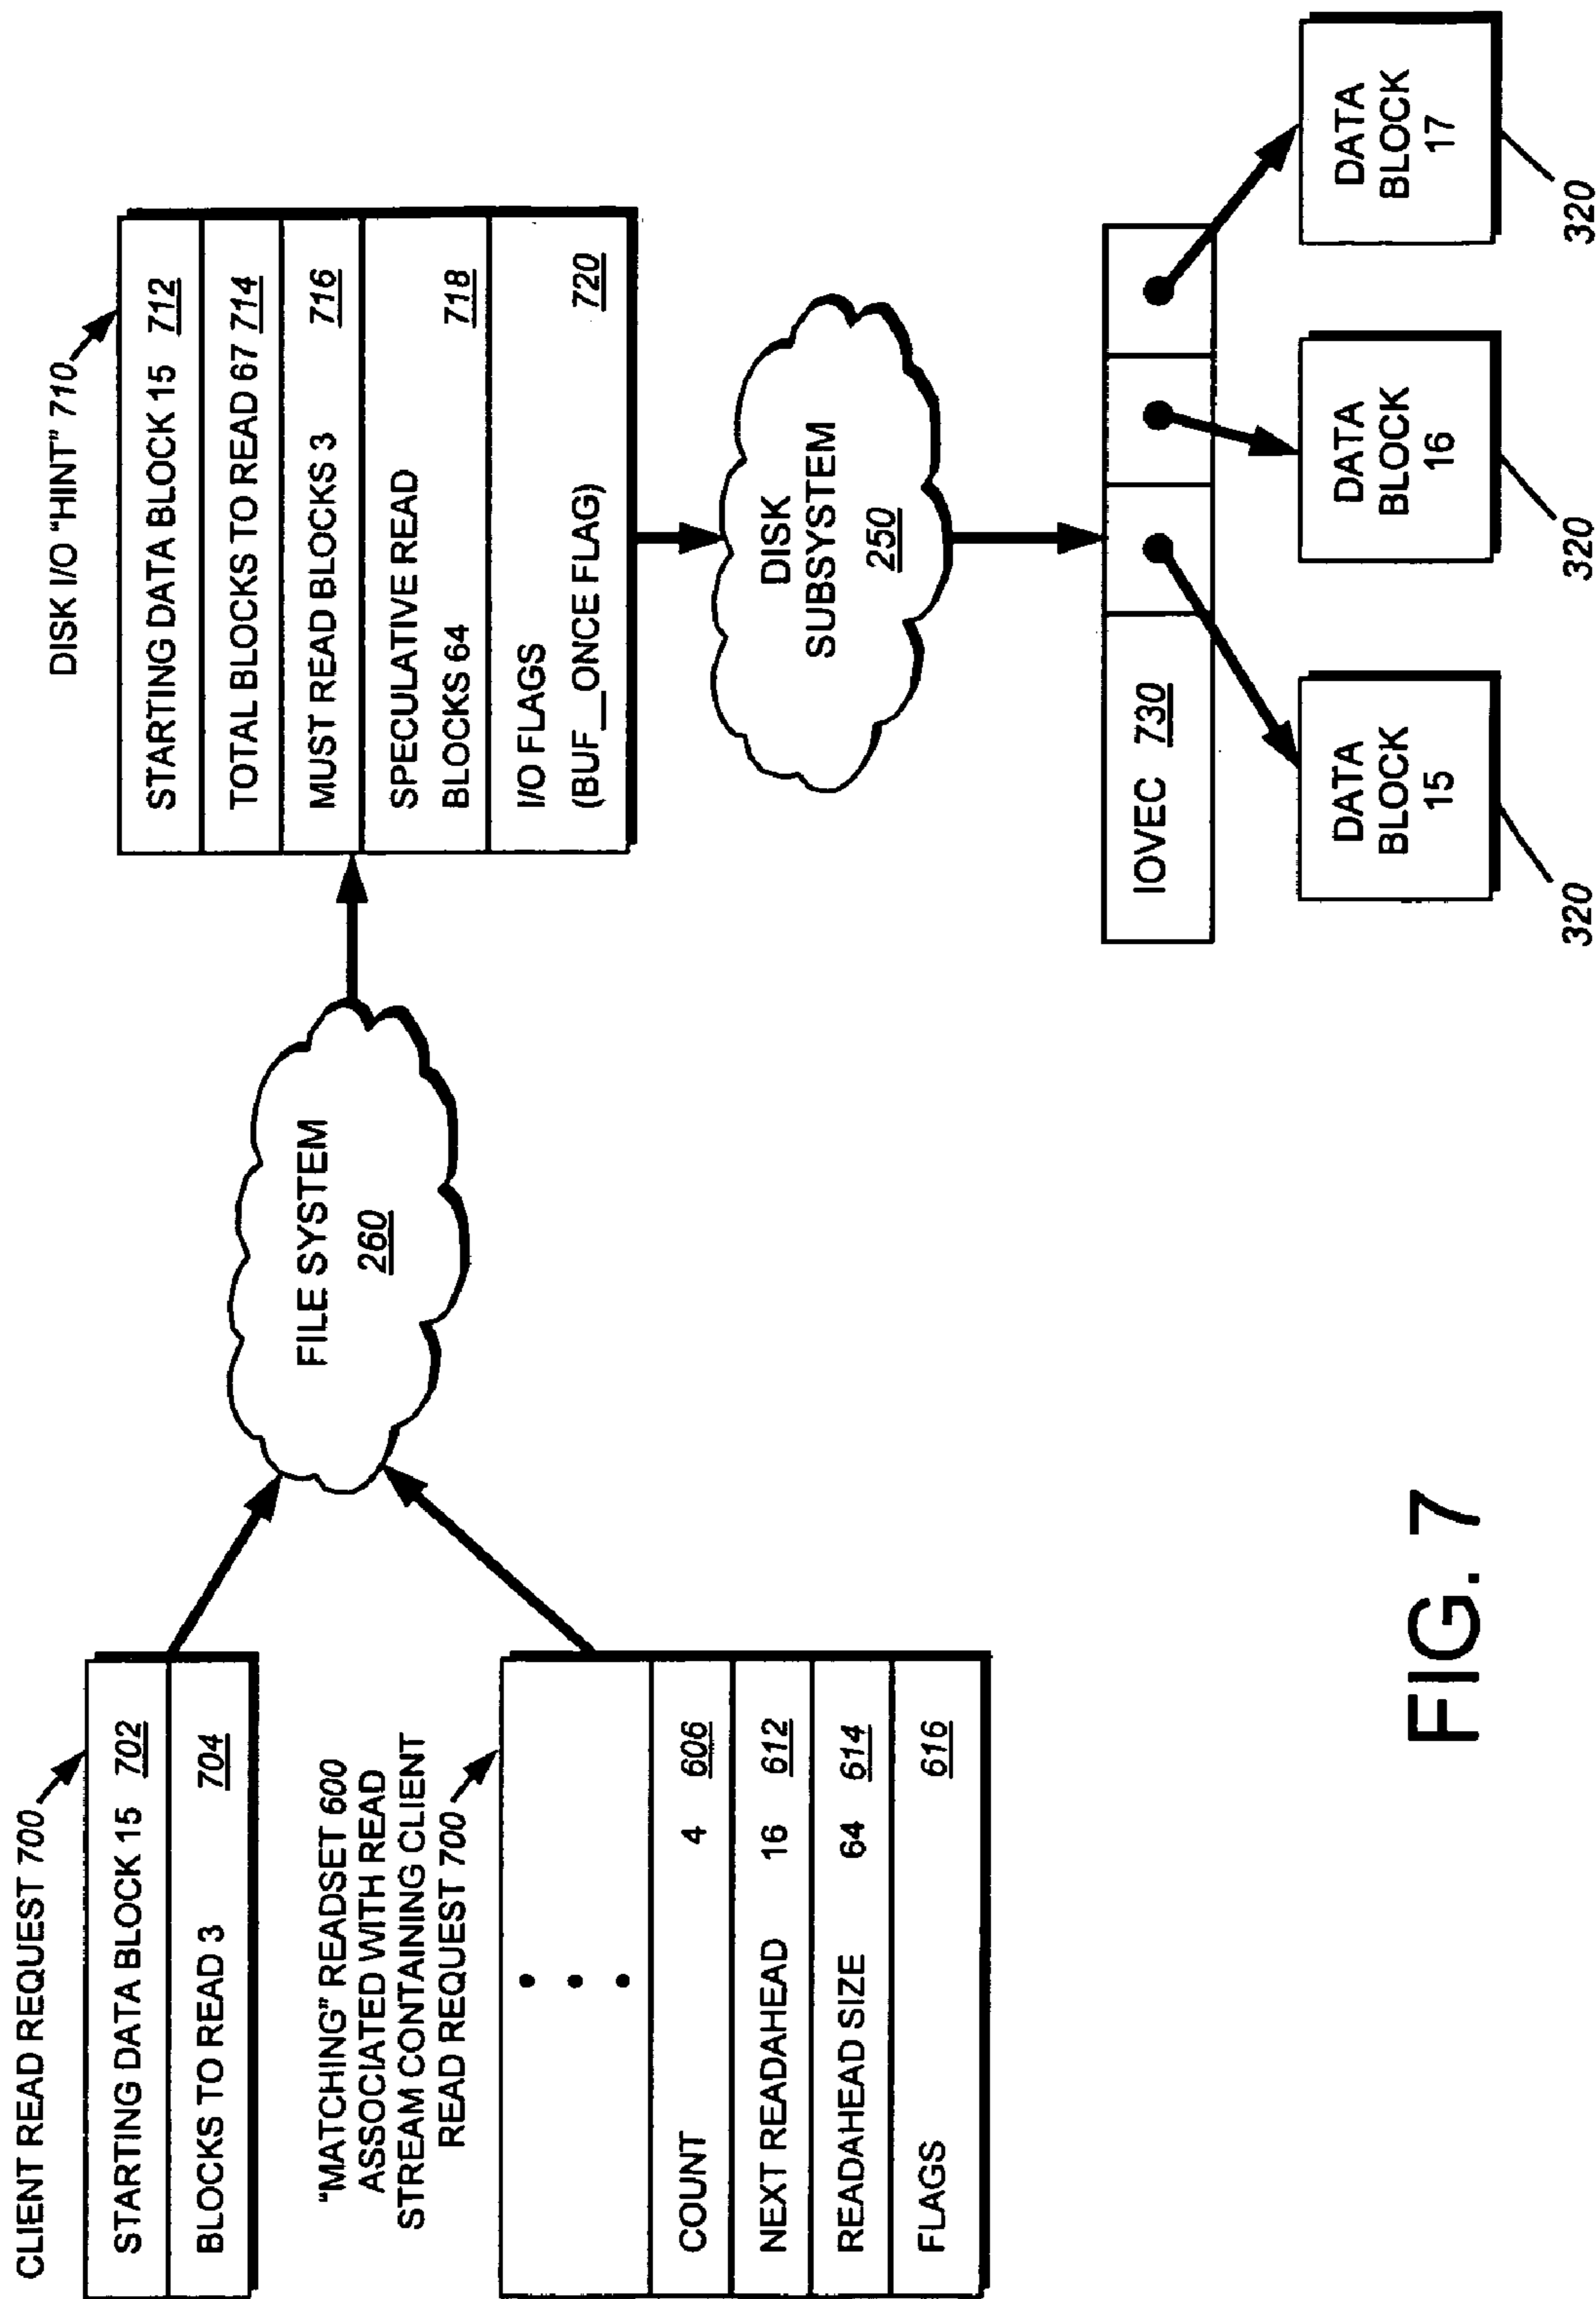 CLIENT READ REQUEST 700
STARTING DATA BLOCK 15 702
BLOCKS TO READ 3 704
"MATCHING" READSET 600
ASSOCIATED WITH READ
STREAM CONTAINING CLIENT
READ REQUEST 700
COUNT 4 606
NEXT READAHEAD 16 612
READAHEAD SIZE 64 614
FLAGS 616
FILE SYSTEM
260
DISK I/O "HINT" 710
STARTING DATA BLOCK 15 712
TOTAL BLOCKS TO READ 67 714
MUST READ BLOCKS 3 716
SPECULATIVE READ
BLOCKS 64 718
I/O FLAGS
(BUF__ONCE FLAG) 720
DISK
SUBSYSTEM
250
IOVEC 730
DATA
BLOCK
15
320
DATA
BLOCK
16
320
DATA
BLOCK
17
320
FIG. 7